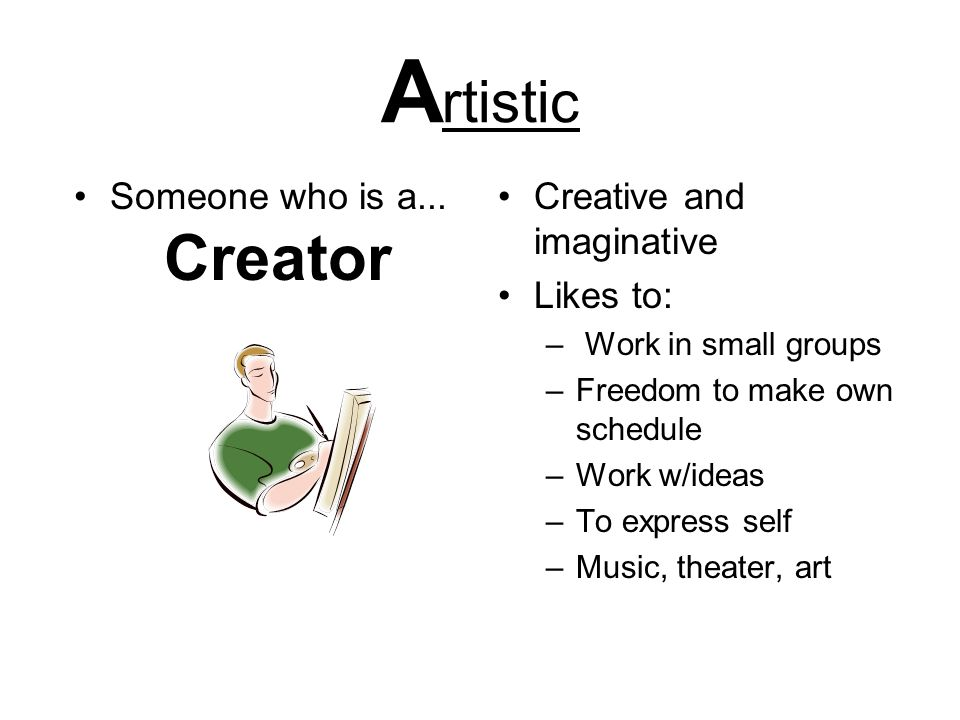 Artistic
• Someone who is a...
Creator
• Creative and
imaginative
• Likes to:
– Work in small groups
– Freedom to make own
schedule
– Work w/ideas
– To express self
– Music, theater, art